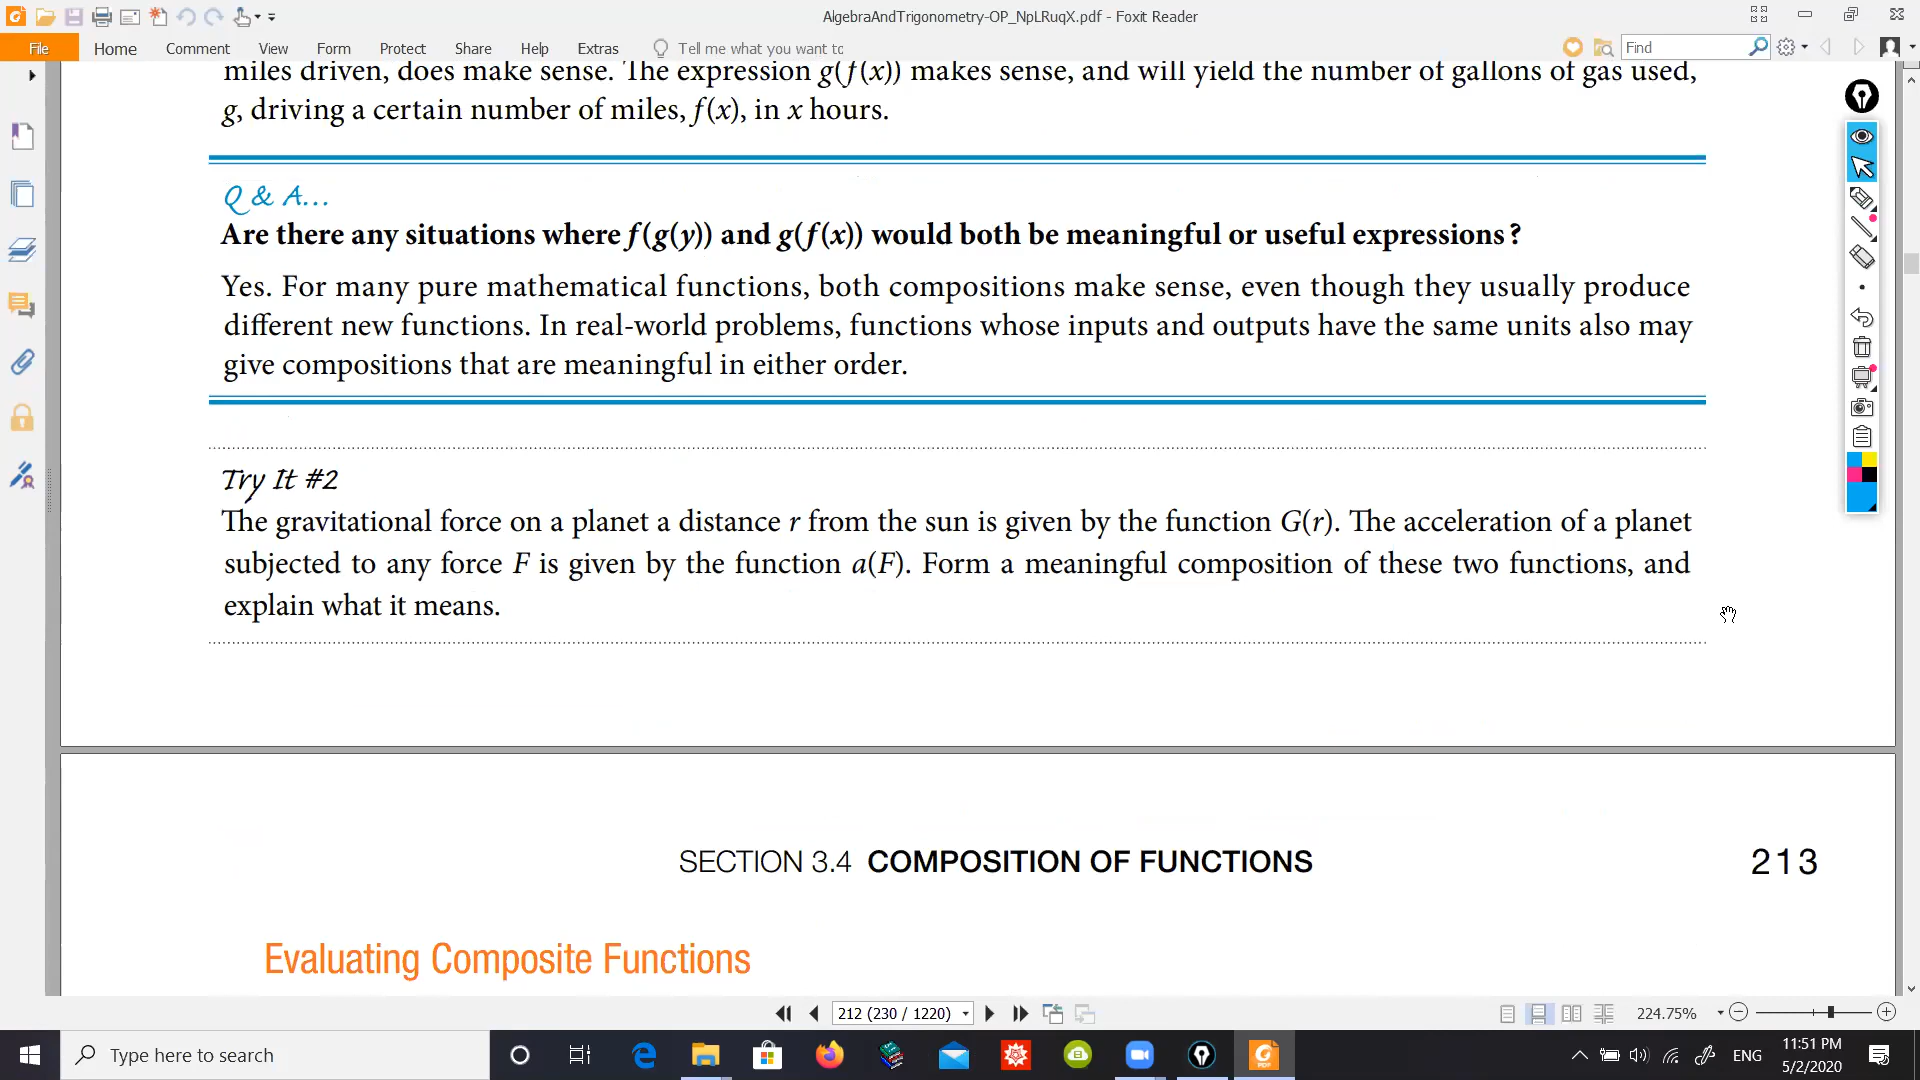 AlgebraAndTrigonometry-OP_NpLRuqX.pdf - Foxit Reader
File Home Comment View Form Protect Share Help Extras Tell me what you want to Find
miles driven, does make sense. The expression g(f(x)) makes sense, and will yield the number of gallons of gas used,
g, driving a certain number of miles, f(x), in x hours.
Q & A...
Are there any situations where f(g(y)) and g(f(x)) would both be meaningful or useful expressions?
Yes. For many pure mathematical functions, both compositions make sense, even though they usually produce
different new functions. In real-world problems, functions whose inputs and outputs have the same units also may
give compositions that are meaningful in either order.
Try It #2
The gravitational force on a planet a distance r from the sun is given by the function G(r). The acceleration of a planet
subjected to any force F is given by the function a(F). Form a meaningful composition of these two functions, and
explain what it means.
SECTION 3.4 COMPOSITION OF FUNCTIONS 213
Evaluating Composite Functions
212 (230 / 1220) 224.75%
Type here to search ENG 11:51 PM
5/2/2020